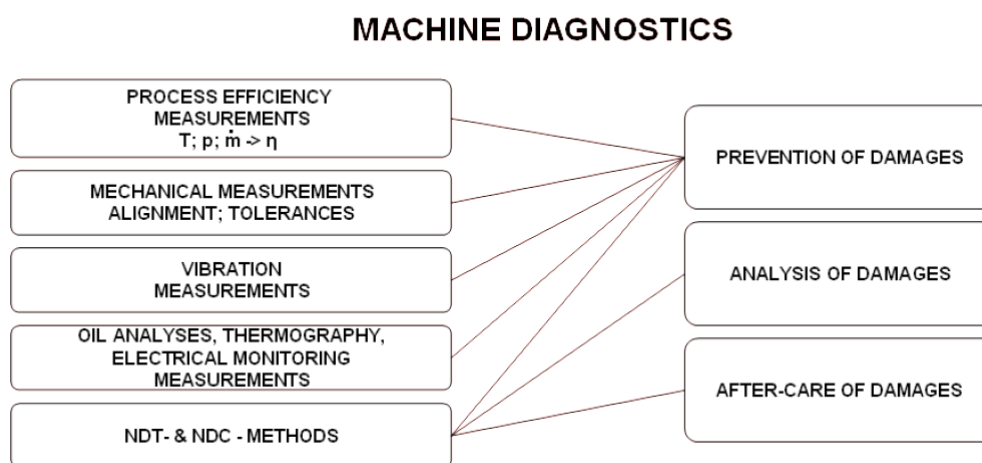 MACHINE DIAGNOSTICS
PROCESS EFFICIENCY
MEASUREMENTS
T; p; ṁ -> η
MECHANICAL MEASUREMENTS
ALIGNMENT; TOLERANCES
VIBRATION
MEASUREMENTS
OIL ANALYSES, THERMOGRAPHY,
ELECTRICAL MONITORING
MEASUREMENTS
NDT- & NDC - METHODS
PREVENTION OF DAMAGES
ANALYSIS OF DAMAGES
AFTER-CARE OF DAMAGES